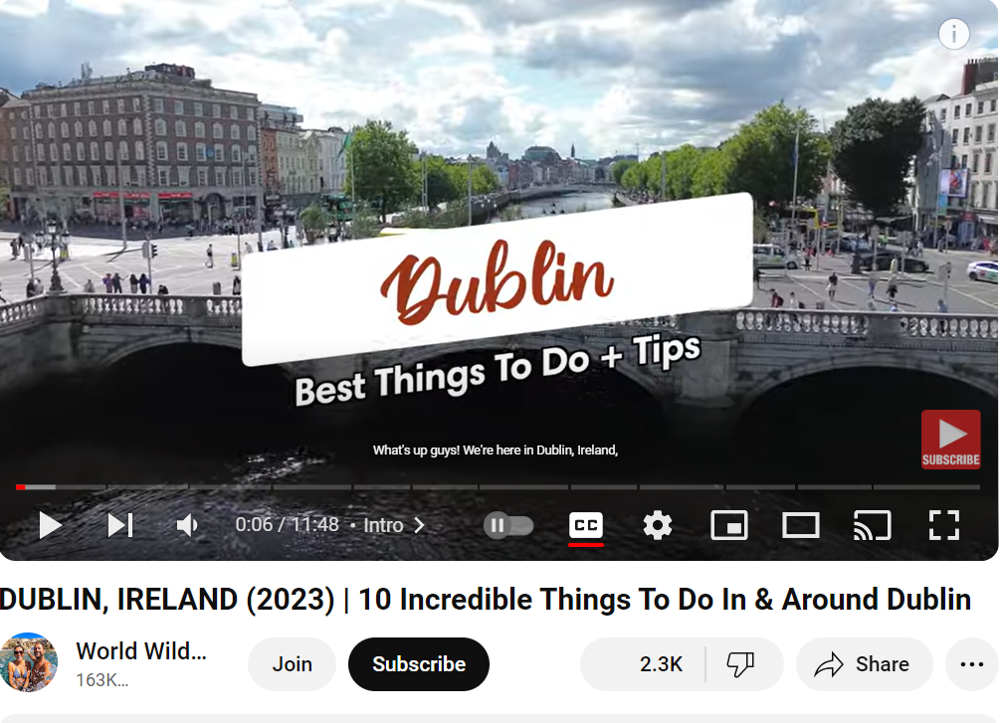 Dublin
Best Things To Do + Tips
What's up guys! We're here in Dublin, Ireland,
SUBSCRIBE
0:06 / 11:48 • Intro
CC
DUBLIN, IRELAND (2023) | 10 Incredible Things To Do In & Around Dublin
World Wild...
163K...
Join
Subscribe
2.3K
Share